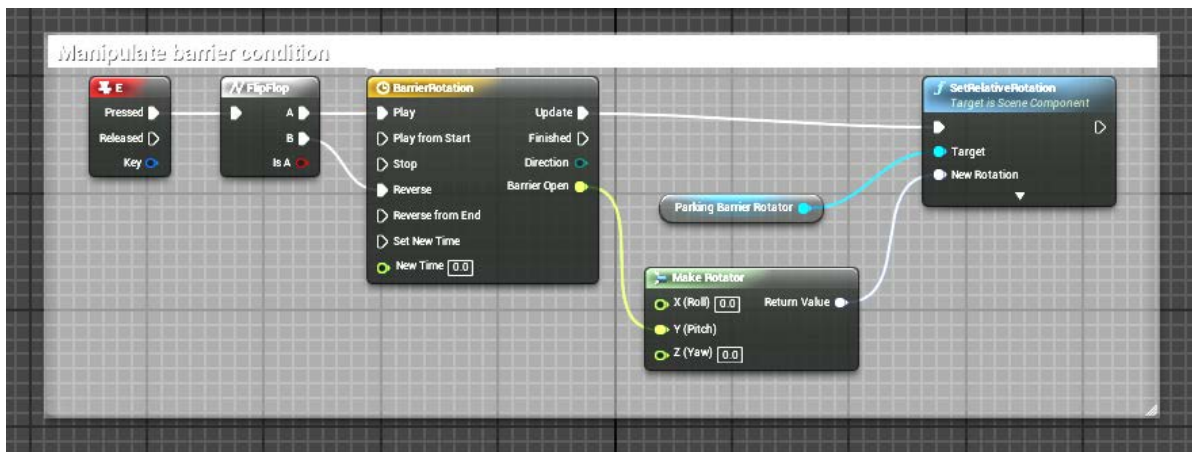 Manipulate barrier condition
E
Pressed
Released
Key
FlipFlop
A
B
Is A
BarrierRotation
Play
Update
Play from Start
Finished
Stop
Direction
Reverse
Barrier Open
Reverse from End
Set New Time
New Time 0.0
Parking Barrier Rotator
Make Rotator
X (Roll) 0.0
Return Value
Y (Pitch)
Z (Yaw) 0.0
SetRelativeRotation
Target is Scene Component
Target
New Rotation